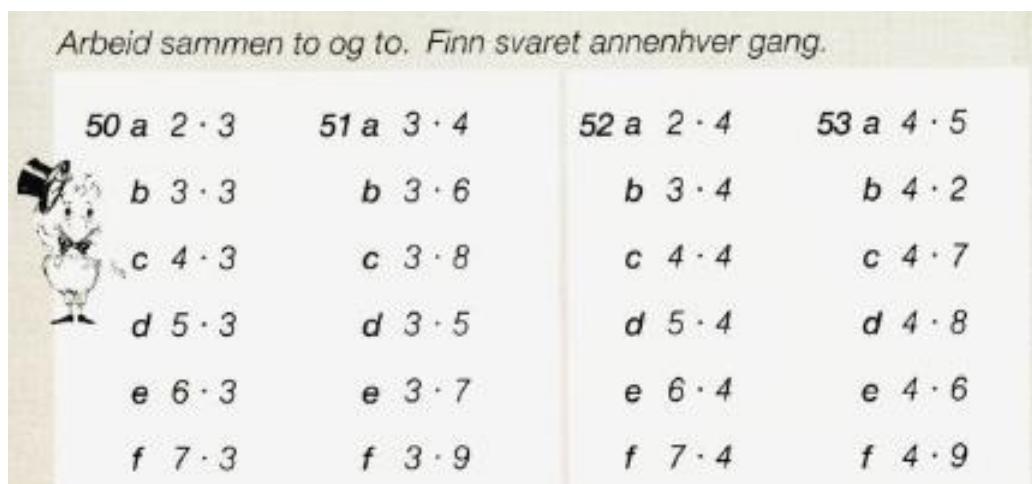 Arbeid sammen to og to. Finn svaret annenhver gang.
50 a 2 · 3 51 a 3 · 4 52 a 2 · 4 53 a 4 · 5
b 3 · 3 b 3 · 6 b 3 · 4 b 4 · 2
c 4 · 3 c 3 · 8 c 4 · 4 c 4 · 7
d 5 · 3 d 3 · 5 d 5 · 4 d 4 · 8
e 6 · 3 e 3 · 7 e 6 · 4 e 4 · 6
f 7 · 3 f 3 · 9 f 7 · 4 f 4 · 9